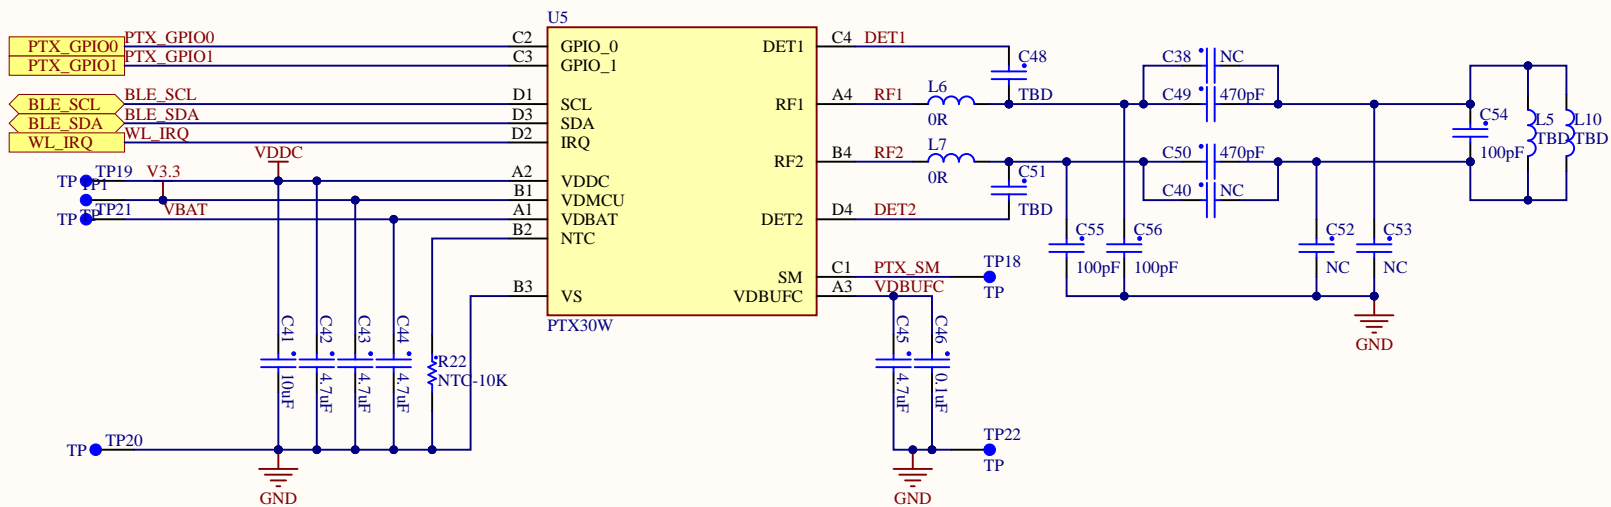 U5
PTX_GPIO0 PTX_GPIO0 C2 GPIO_0 DET1 C4 DET1
PTX_GPIO1 PTX_GPIO1 C3 GPIO_1
C48 TBD
C38 NC
BLE_SCL BLE_SCL D1 SCL RF1 A4 RF1
L6 0R
C49 470pF
BLE_SDA BLE_SDA D3 SDA
WL_IRQ WL_IRQ D2 IRQ
C54 100pF
L5 TBD
L10 TBD
RF2 B4 RF2
L7 0R
C50 470pF
VDDC
TP TP19 V3.3 A2 VDDC
C51 TBD
C40 NC
TP1 B1 VDMCU
TP TP21 VBAT A1 VDBAT DET2 D4 DET2
TP
B2 NTC
C55 100pF
C56 100pF
C52 NC
C53 NC
SM C1 PTX_SM TP18 TP
B3 VS VDBUFC A3 VDBUFC
PTX30W
GND
C41 10uF
C42 4.7uF
C43 4.7uF
C44 4.7uF
R22
NTC-10K
C45 4.7uF
C46 0.1uF
TP TP20
TP22
TP
GND
GND